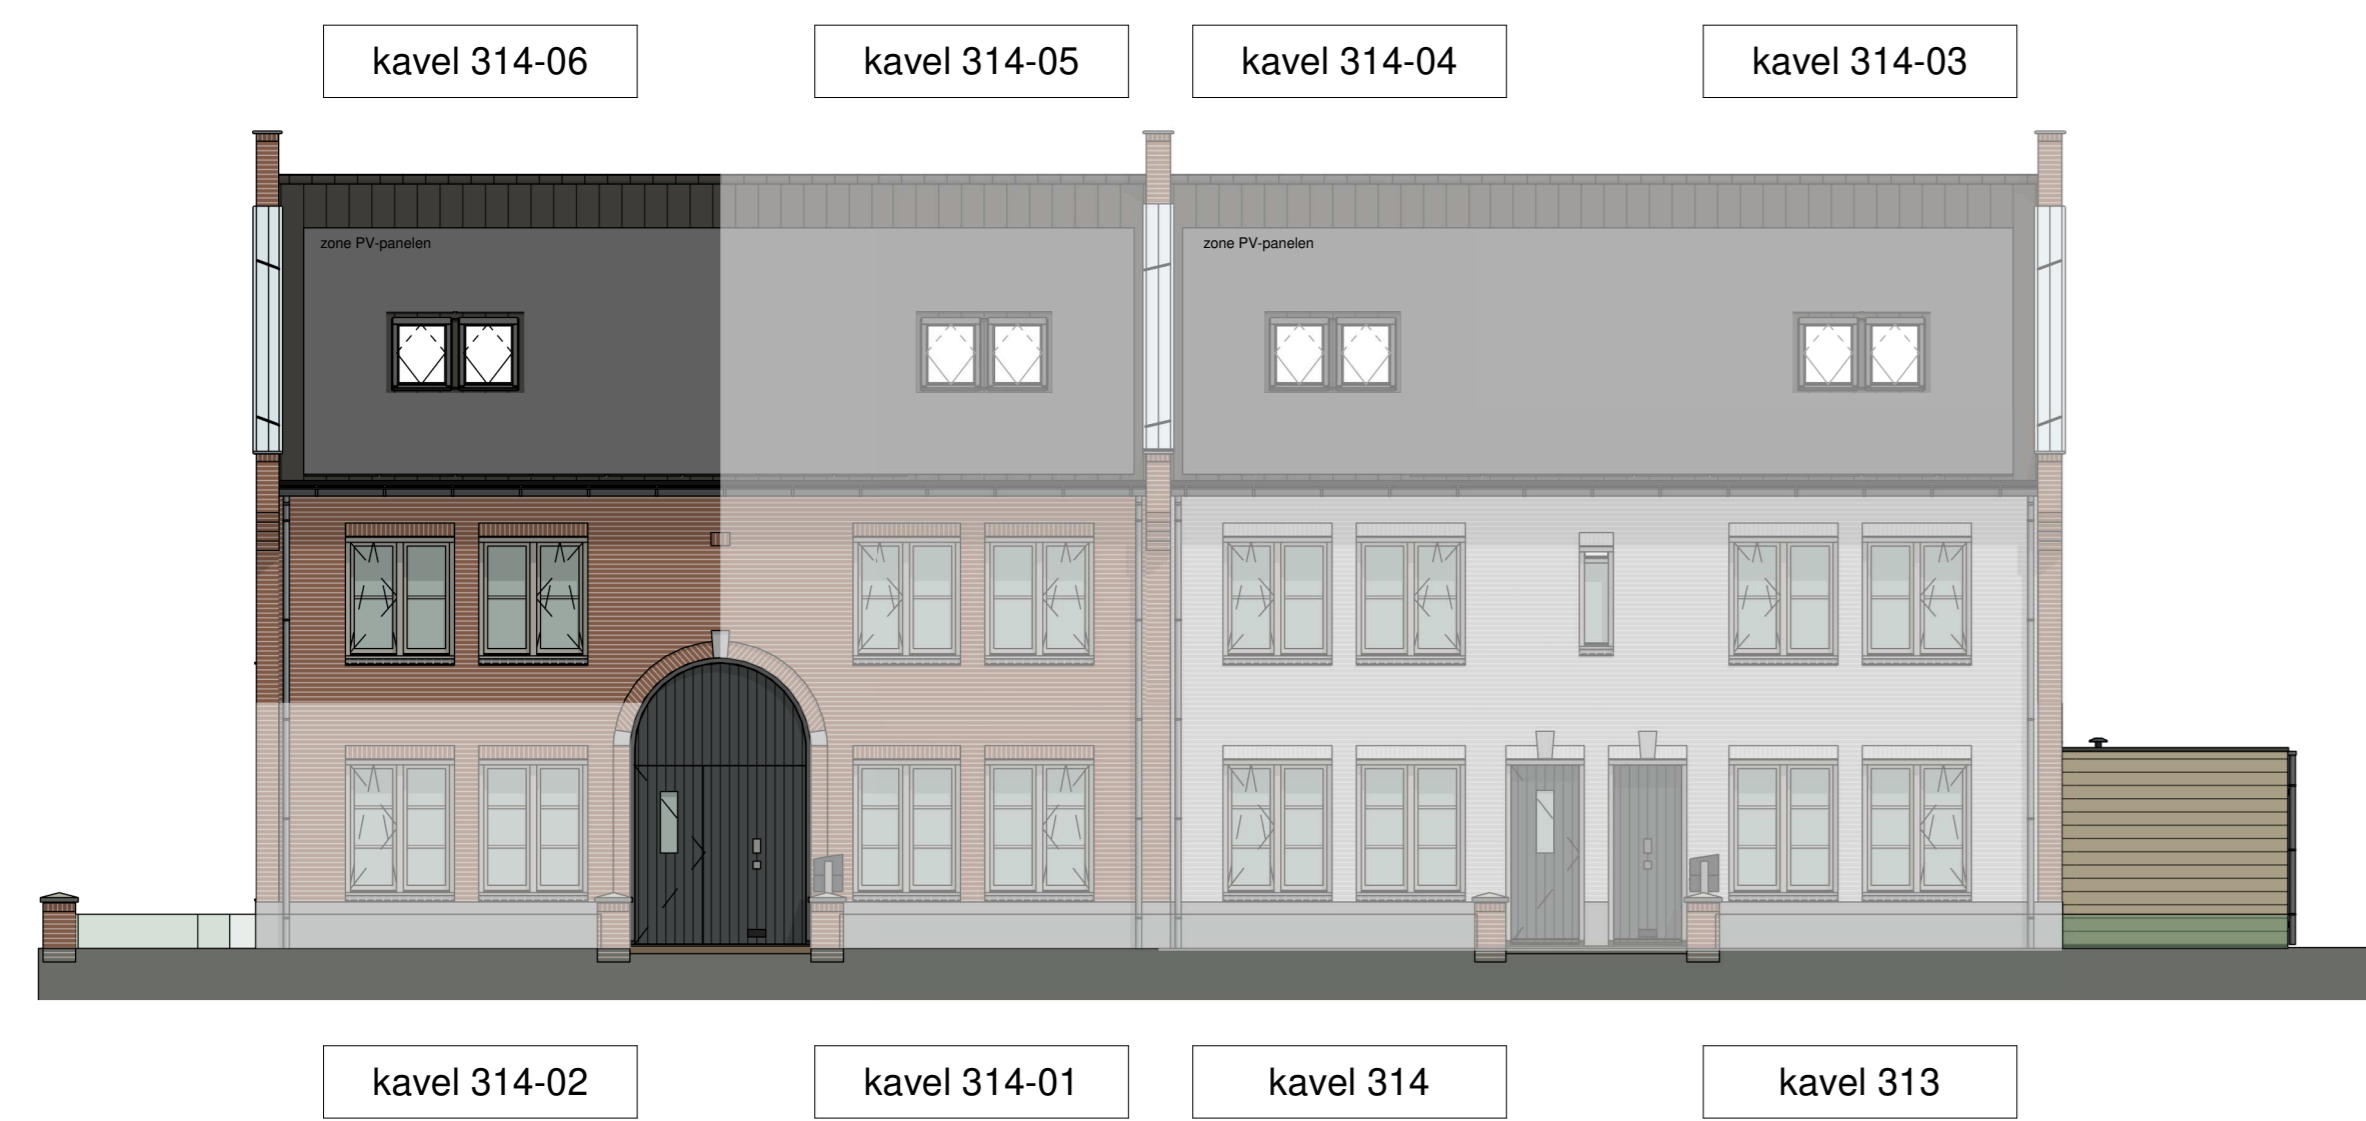 kavel 314-06
kavel 314-05
kavel 314-04
kavel 314-03
zone PV-panelen
zone PV-panelen
kavel 314-02
kavel 314-01
kavel 314
kavel 313